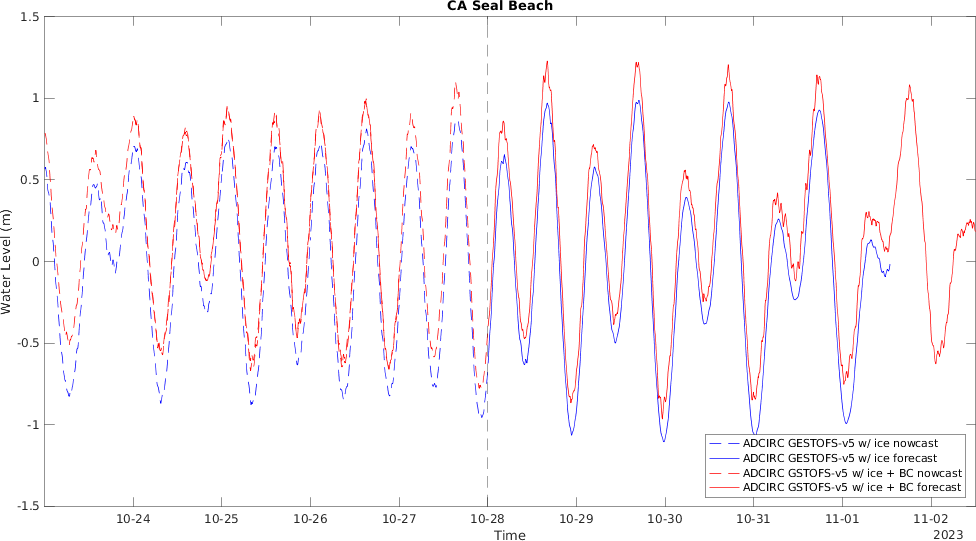 CA Seal Beach
1.5
1
0.5
0
-0.5
-1
-1.5
Water Level (m)
ADCIRC GESTOFS-v5 w/ ice nowcast
ADCIRC GESTOFS-v5 w/ ice forecast
ADCIRC GSTOFS-v5 w/ ice + BC nowcast
ADCIRC GSTOFS-v5 w/ ice + BC forecast
10-24 10-25 10-26 10-27 10-28 10-29 10-30 10-31 11-01 11-02
Time
2023